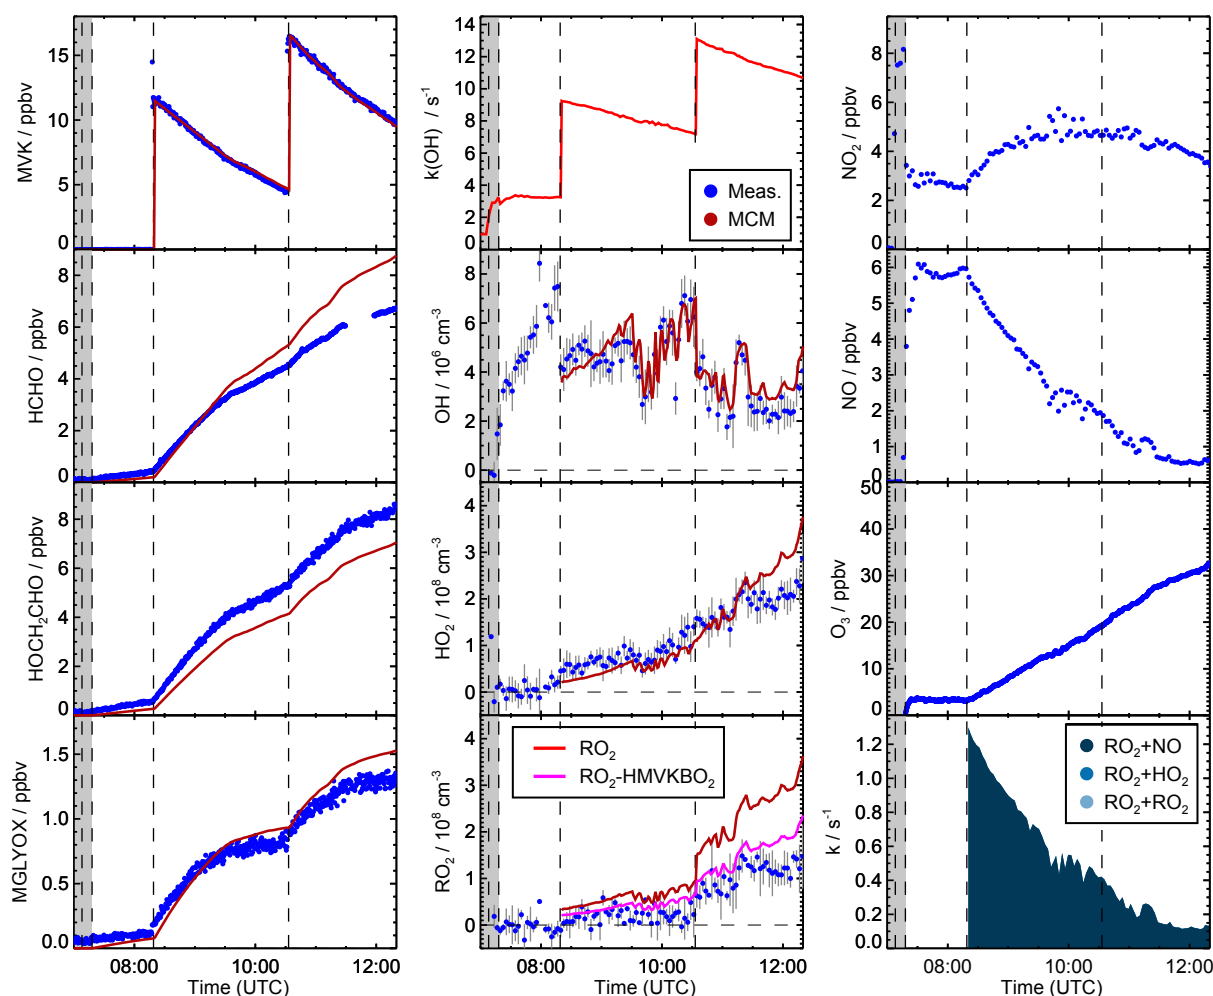 MVK / ppbv
15
10
5
0
k(OH) / s⁻¹
14
12
10
8
6
4
2
0
Meas.
MCM
NO₂ / ppbv
8
6
4
2
0
HCHO / ppbv
8
6
4
2
0
OH / 10⁶ cm⁻³
6
4
2
0
NO / ppbv
6
5
4
3
2
1
0
HOCH₂CHO / ppbv
8
6
4
2
0
HO₂ / 10⁸ cm⁻³
4
3
2
1
0
O₃ / ppbv
50
40
30
20
10
0
MGLYOX / ppbv
1.5
1.0
0.5
0.0
RO₂ / 10⁸ cm⁻³
4
3
2
1
0
RO₂
RO₂-HMVKBO₂
k / s⁻¹
1.2
1.0
0.8
0.6
0.4
0.2
0.0
RO₂+NO
RO₂+HO₂
RO₂+RO₂
08:00 10:00 12:00
Time (UTC)
08:00 10:00 12:00
Time (UTC)
08:00 10:00 12:00
Time (UTC)